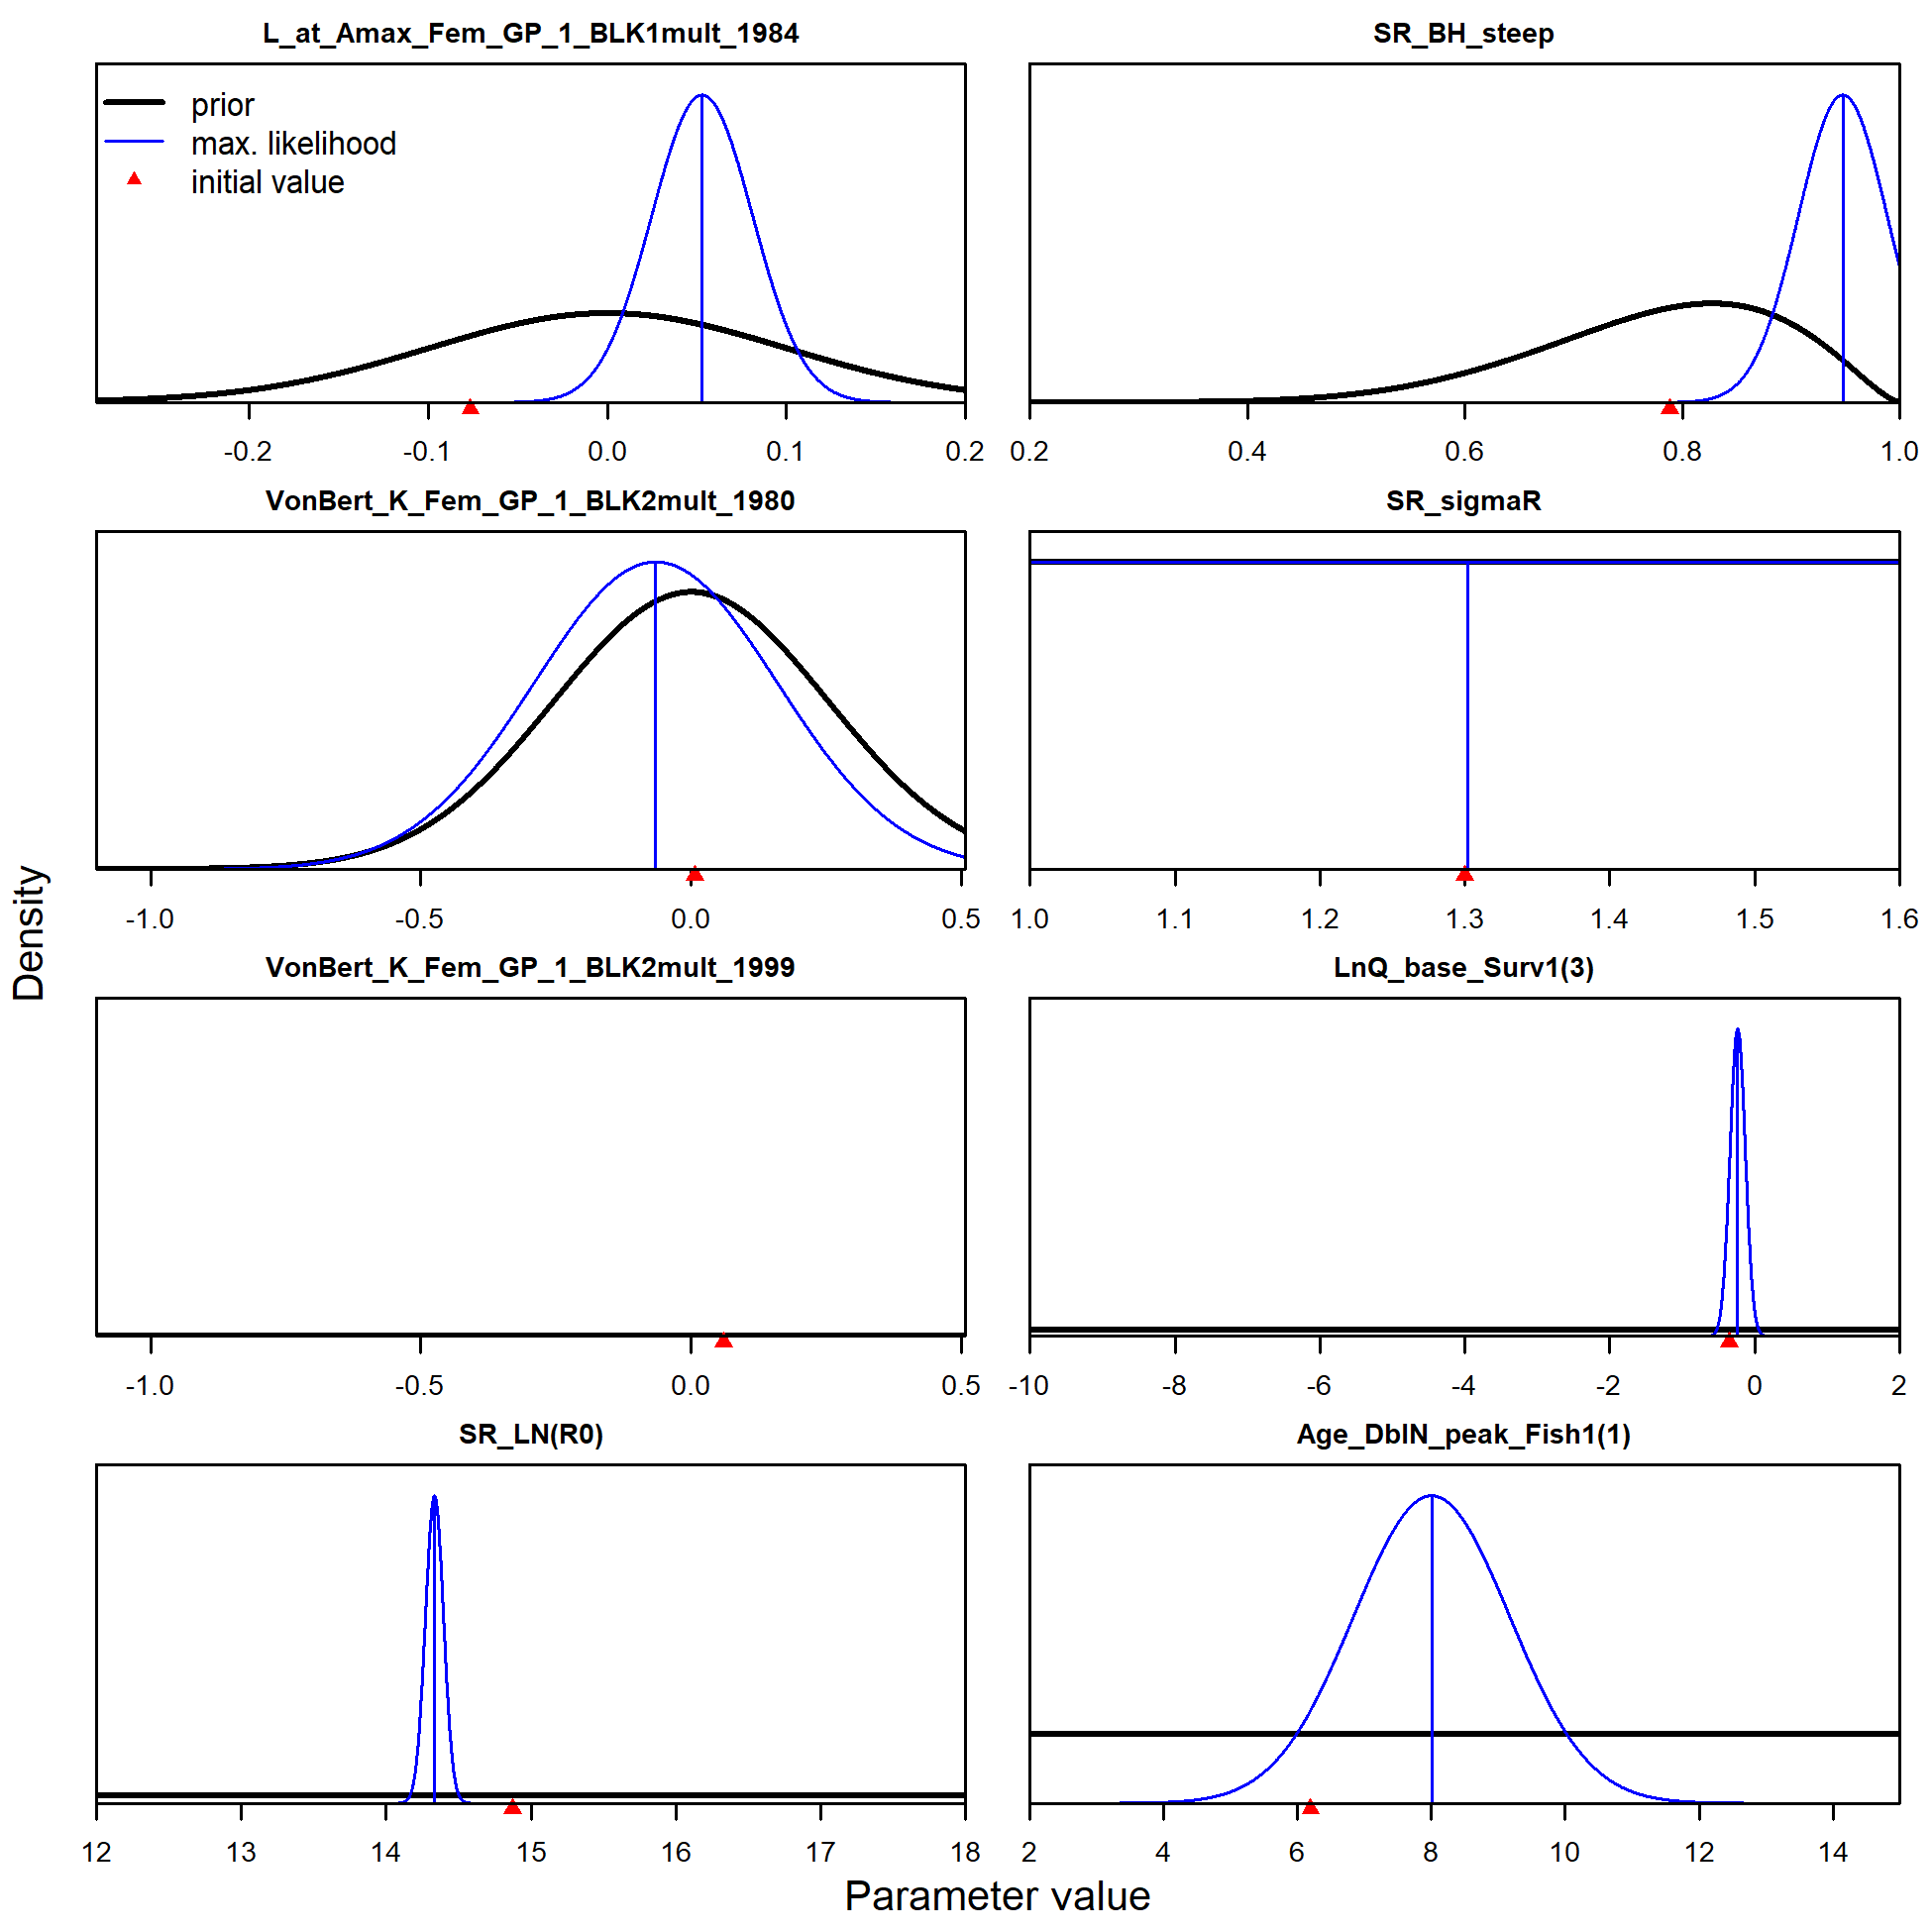 L_at_Amax_Fem_GP_1_BLK1mult_1984
prior
max. likelihood
initial value
-0.2 -0.1 0.0 0.1 0.2
SR_BH_steep
0.2 0.4 0.6 0.8 1.0
VonBert_K_Fem_GP_1_BLK2mult_1980
-1.0 -0.5 0.0 0.5
SR_sigmaR
1.0 1.1 1.2 1.3 1.4 1.5 1.6
VonBert_K_Fem_GP_1_BLK2mult_1999
-1.0 -0.5 0.0 0.5
LnQ_base_Surv1(3)
-10 -8 -6 -4 -2 0 2
SR_LN(R0)
12 13 14 15 16 17 18
Age_DblN_peak_Fish1(1)
2 4 6 8 10 12 14
Density
Parameter value